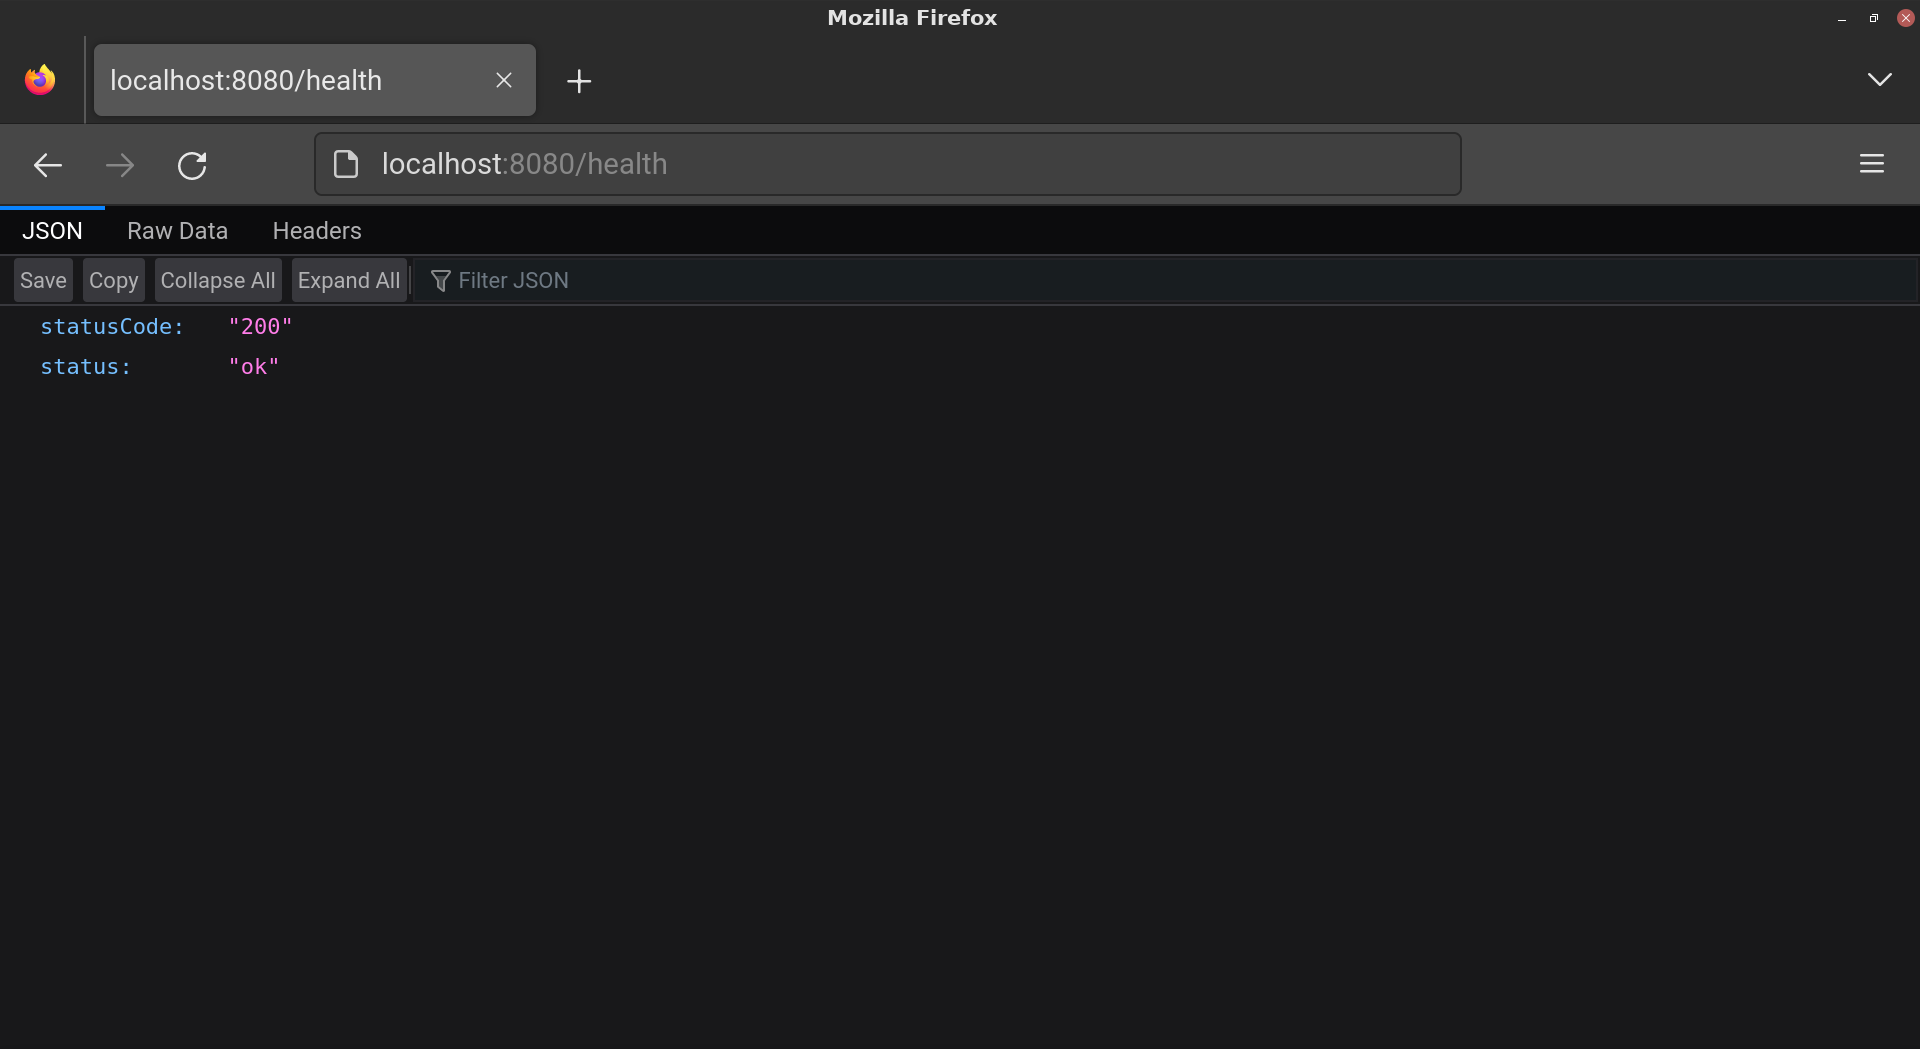 Mozilla Firefox
localhost:8080/health
localhost:8080/health
JSON Raw Data Headers
Save Copy Collapse All Expand All Filter JSON
statusCode: "200"
status: "ok"